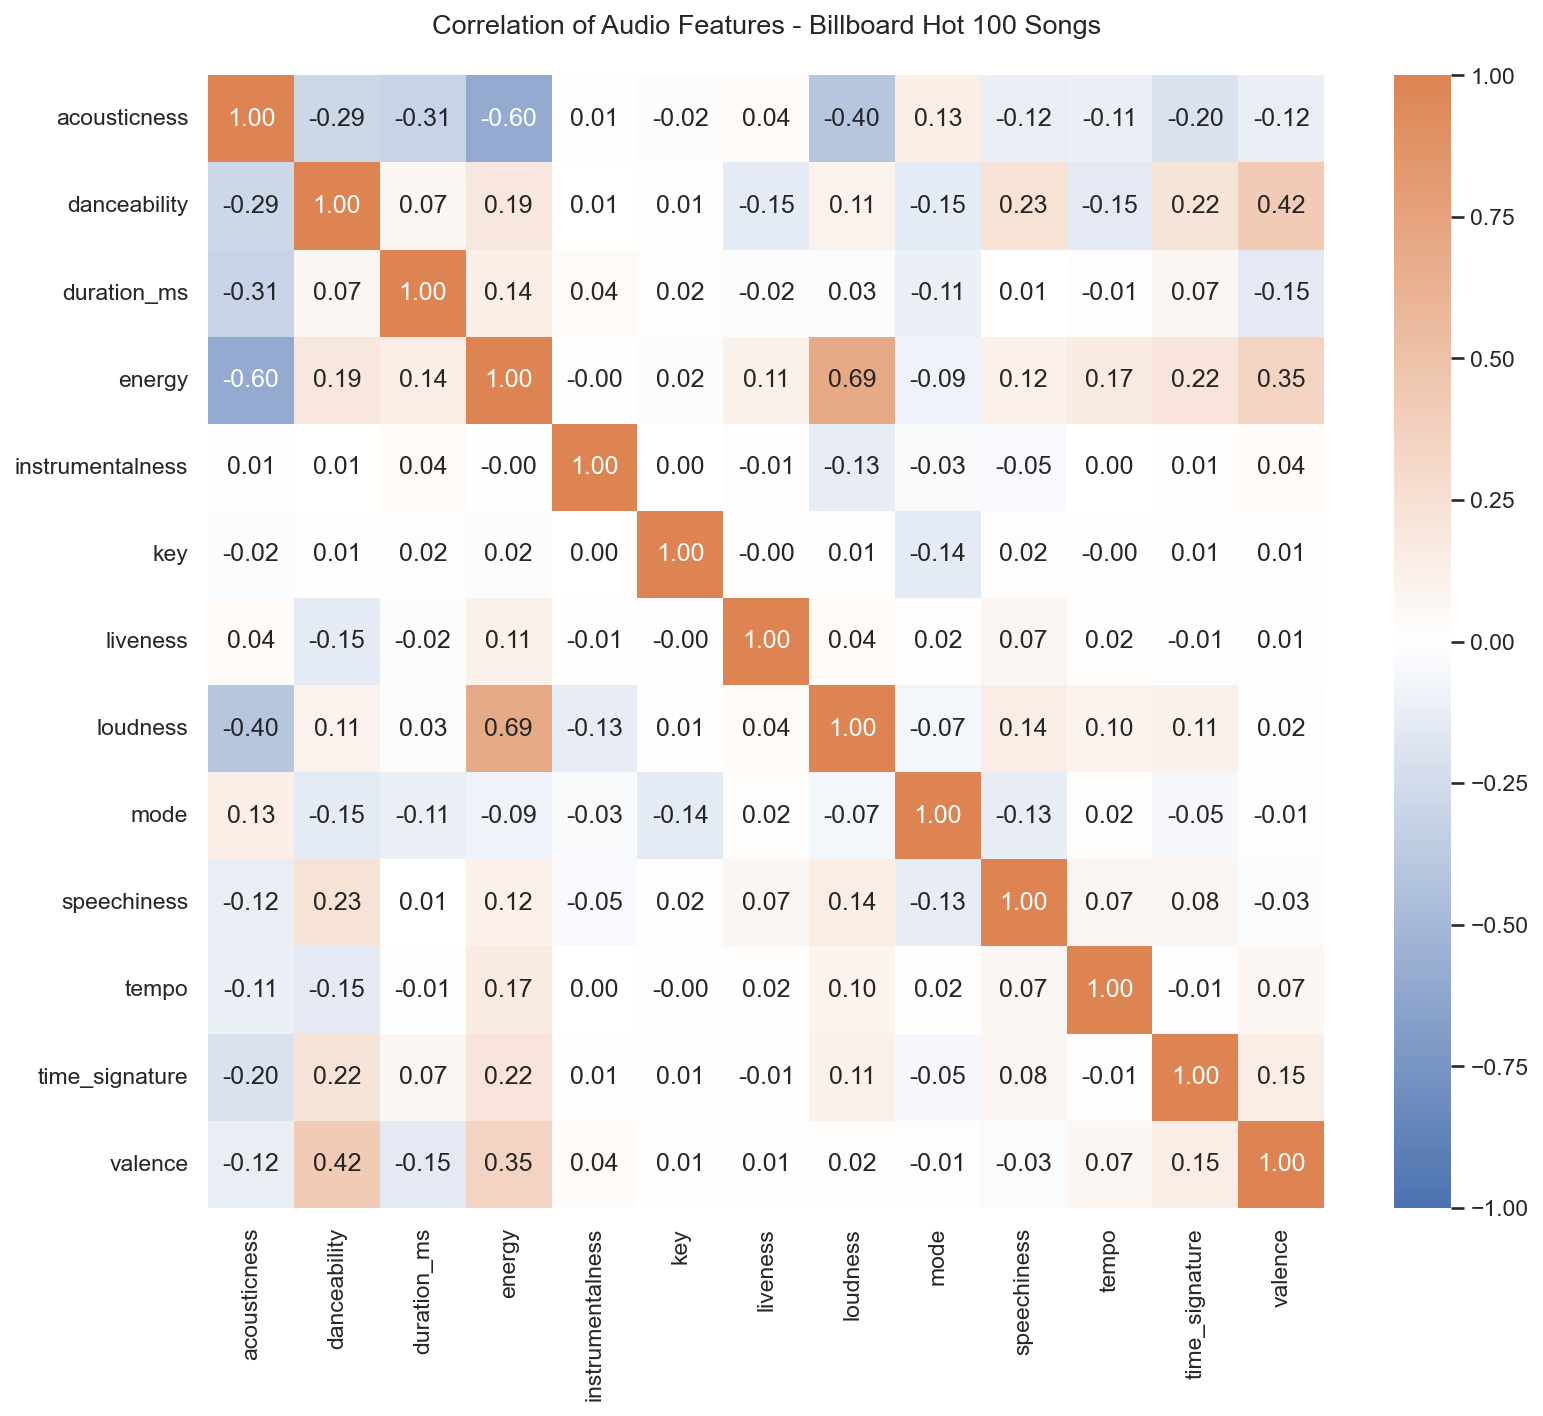 Correlation of Audio Features - Billboard Hot 100 Songs
acousticness 1.00 -0.29 -0.31 -0.60 0.01 -0.02 0.04 -0.40 0.13 -0.12 -0.11 -0.20 -0.12
danceability -0.29 1.00 0.07 0.19 0.01 0.01 -0.15 0.11 -0.15 0.23 -0.15 0.22 0.42
duration_ms -0.31 0.07 1.00 0.14 0.04 0.02 -0.02 0.03 -0.11 0.01 -0.01 0.07 -0.15
energy -0.60 0.19 0.14 1.00 -0.00 0.02 0.11 0.69 -0.09 0.12 0.17 0.22 0.35
instrumentalness 0.01 0.01 0.04 -0.00 1.00 0.00 -0.01 -0.13 -0.03 -0.05 0.00 0.01 0.04
key -0.02 0.01 0.02 0.02 0.00 1.00 -0.00 0.01 -0.14 0.02 -0.00 0.01 0.01
liveness 0.04 -0.15 -0.02 0.11 -0.01 -0.00 1.00 0.04 0.02 0.07 0.02 -0.01 0.01
loudness -0.40 0.11 0.03 0.69 -0.13 0.01 0.04 1.00 -0.07 0.14 0.10 0.11 0.02
mode 0.13 -0.15 -0.11 -0.09 -0.03 -0.14 0.02 -0.07 1.00 -0.13 0.02 -0.05 -0.01
speechiness -0.12 0.23 0.01 0.12 -0.05 0.02 0.07 0.14 -0.13 1.00 0.07 0.08 -0.03
tempo -0.11 -0.15 -0.01 0.17 0.00 -0.00 0.02 0.10 0.02 0.07 1.00 -0.01 0.07
time_signature -0.20 0.22 0.07 0.22 0.01 0.01 -0.01 0.11 -0.05 0.08 -0.01 1.00 0.15
valence -0.12 0.42 -0.15 0.35 0.04 0.01 0.01 0.02 -0.01 -0.03 0.07 0.15 1.00
acousticness danceability duration_ms energy instrumentalness key liveness loudness mode speechiness tempo time_signature valence
1.00
0.75
0.50
0.25
0.00
−0.25
−0.50
−0.75
−1.00